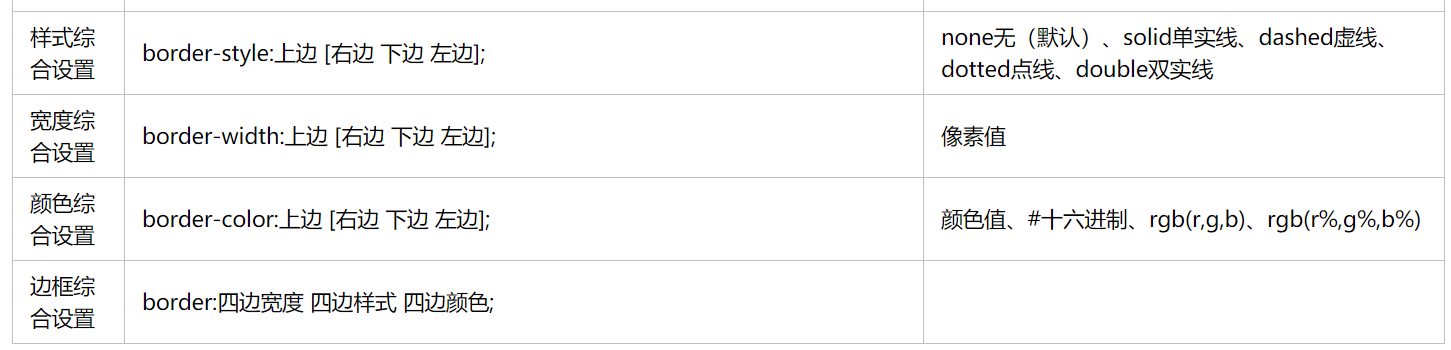 样式综
合设置
border-style:上边 [右边 下边 左边];
none无（默认）、solid单实线、dashed虚线、
dotted点线、double双实线
宽度综
合设置
border-width:上边 [右边 下边 左边];
像素值
颜色综
合设置
border-color:上边 [右边 下边 左边];
颜色值、#十六进制、rgb(r,g,b)、rgb(r%,g%,b%)
边框综
合设置
border:四边宽度 四边样式 四边颜色;